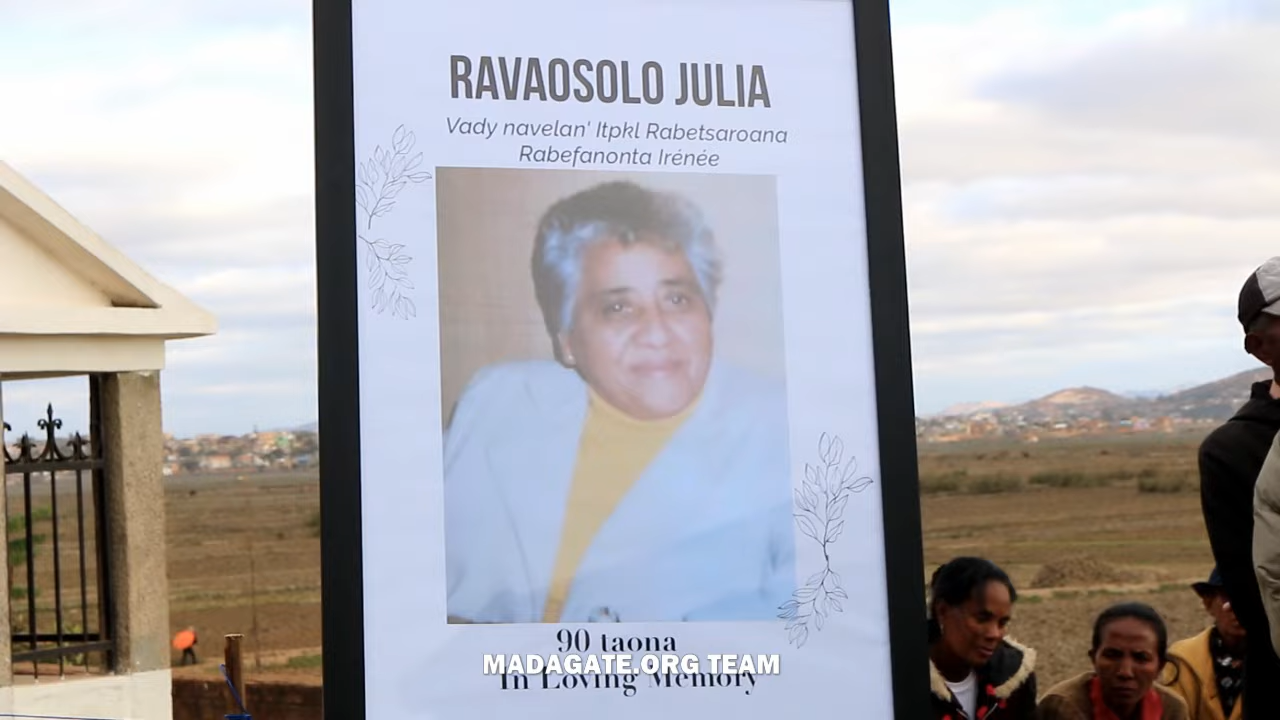 RAVAOSOLO JULIA
Vady navelan' Itpkl Rabetsaroana
Rabefanonta Irénée
90 taona
MADAGATE.ORG TEAM
In Loving Memory